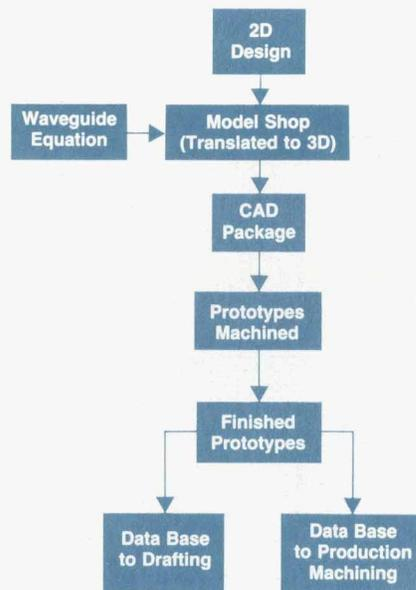 2D
Design
Waveguide
Equation
Model Shop
(Translated to 3D)
CAD
Package
Prototypes
Machined
Finished
Prototypes
Data Base
to Drafting
Data Base
to Production
Machining